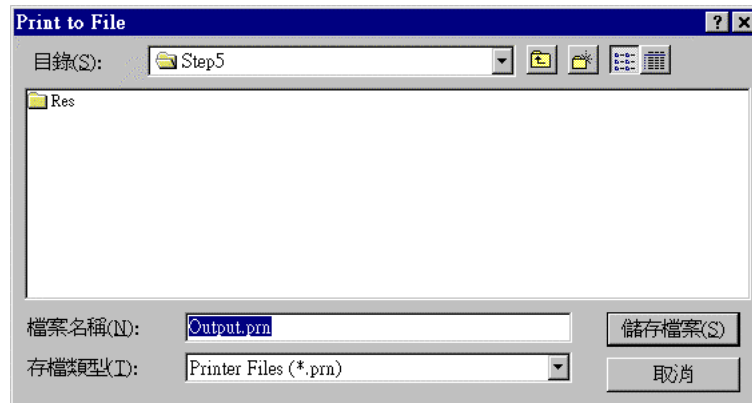 Print to File
目錄(S):
Step5
Res
檔案名稱(N):
Output.prn
儲存檔案(S)
存檔類型(T):
Printer Files (*.prn)
取消